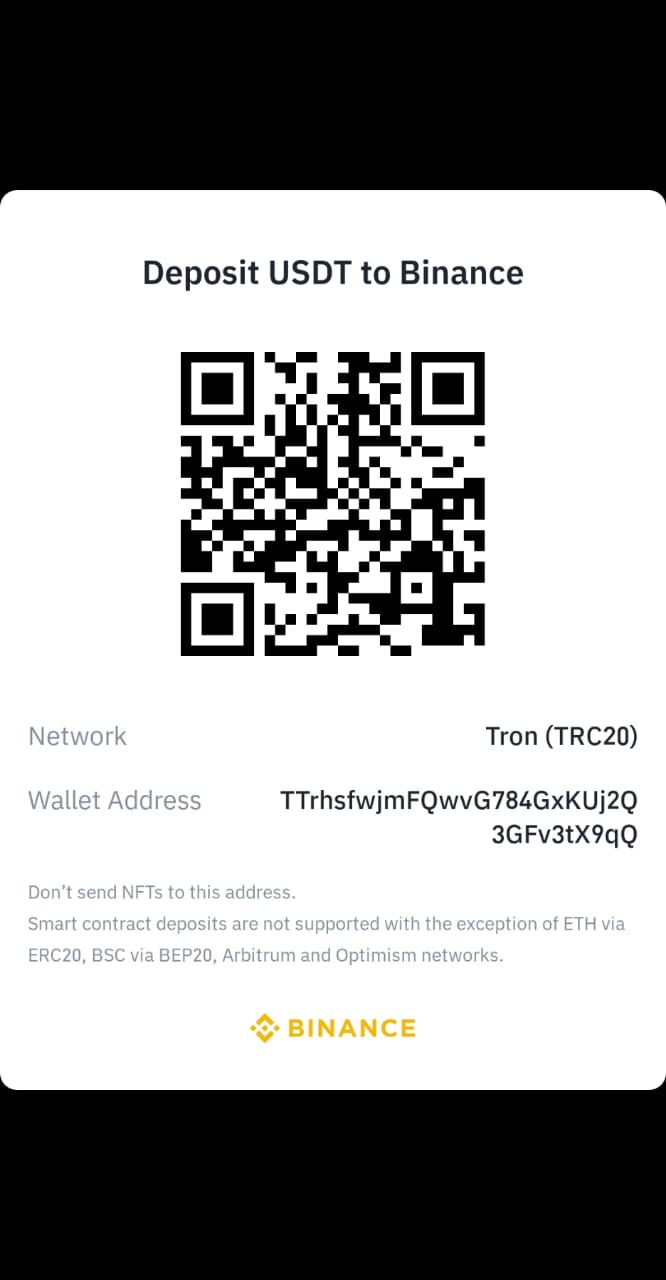 Deposit USDT to Binance
Network
Tron (TRC20)
Wallet Address
TTrhsfwjmFQwvG784GxKUj2Q
3GFv3tX9qQ
Don’t send NFTs to this address.
Smart contract deposits are not supported with the exception of ETH via
ERC20, BSC via BEP20, Arbitrum and Optimism networks.
BINANCE